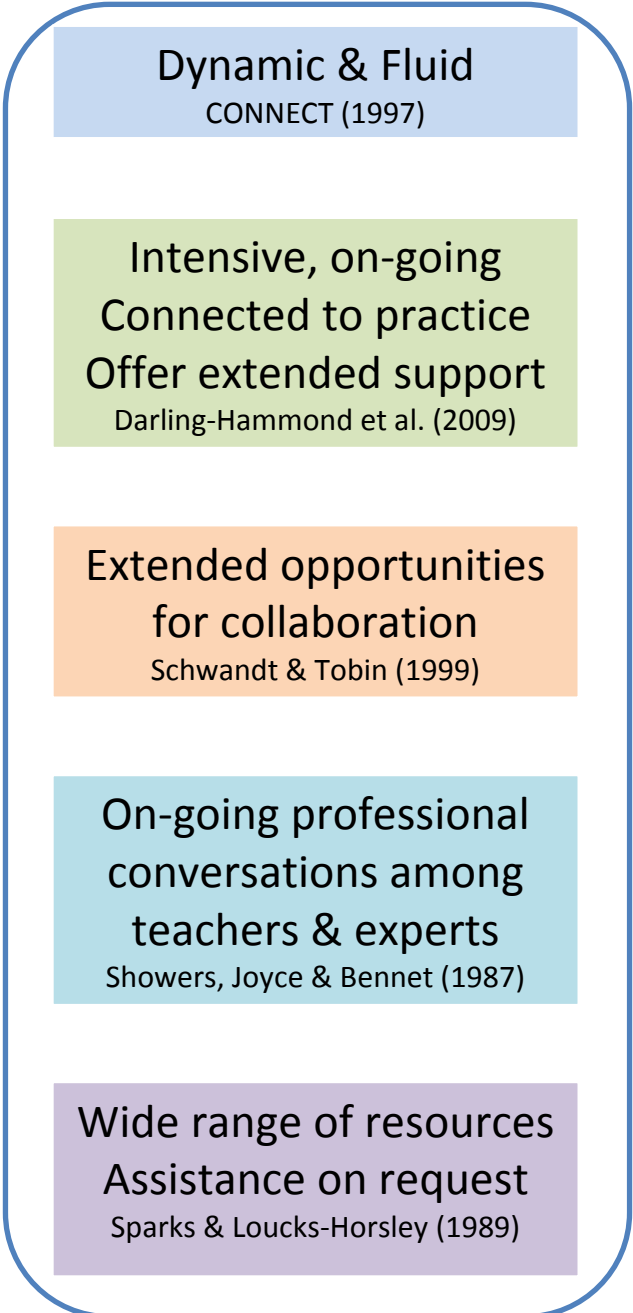 Dynamic & Fluid
CONNECT (1997)
Intensive, on-going
Connected to practice
Offer extended support
Darling-Hammond et al. (2009)
Extended opportunities
for collaboration
Schwandt & Tobin (1999)
On-going professional
conversations among
teachers & experts
Showers, Joyce & Bennet (1987)
Wide range of resources
Assistance on request
Sparks & Loucks-Horsley (1989)